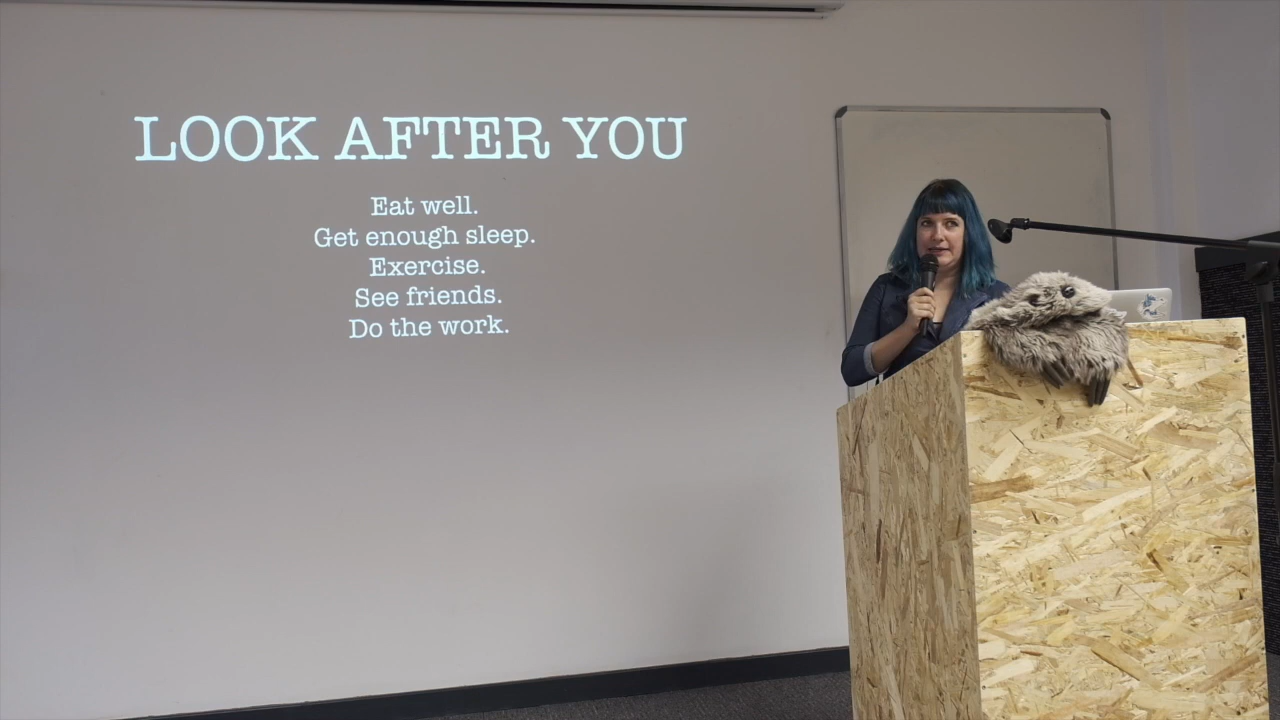 LOOK AFTER YOU
Eat well.
Get enough sleep.
Exercise.
See friends.
Do the work.